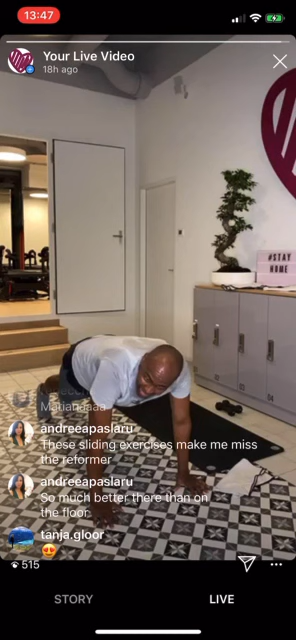 13:47
Your Live Video
18h ago
#STAY
HOME
andreeapaslaru
These sliding exercises make me miss
the reformer
andreeapaslaru
So much better there than on
the floor
tanja.gloor
😍
515
STORY
LIVE